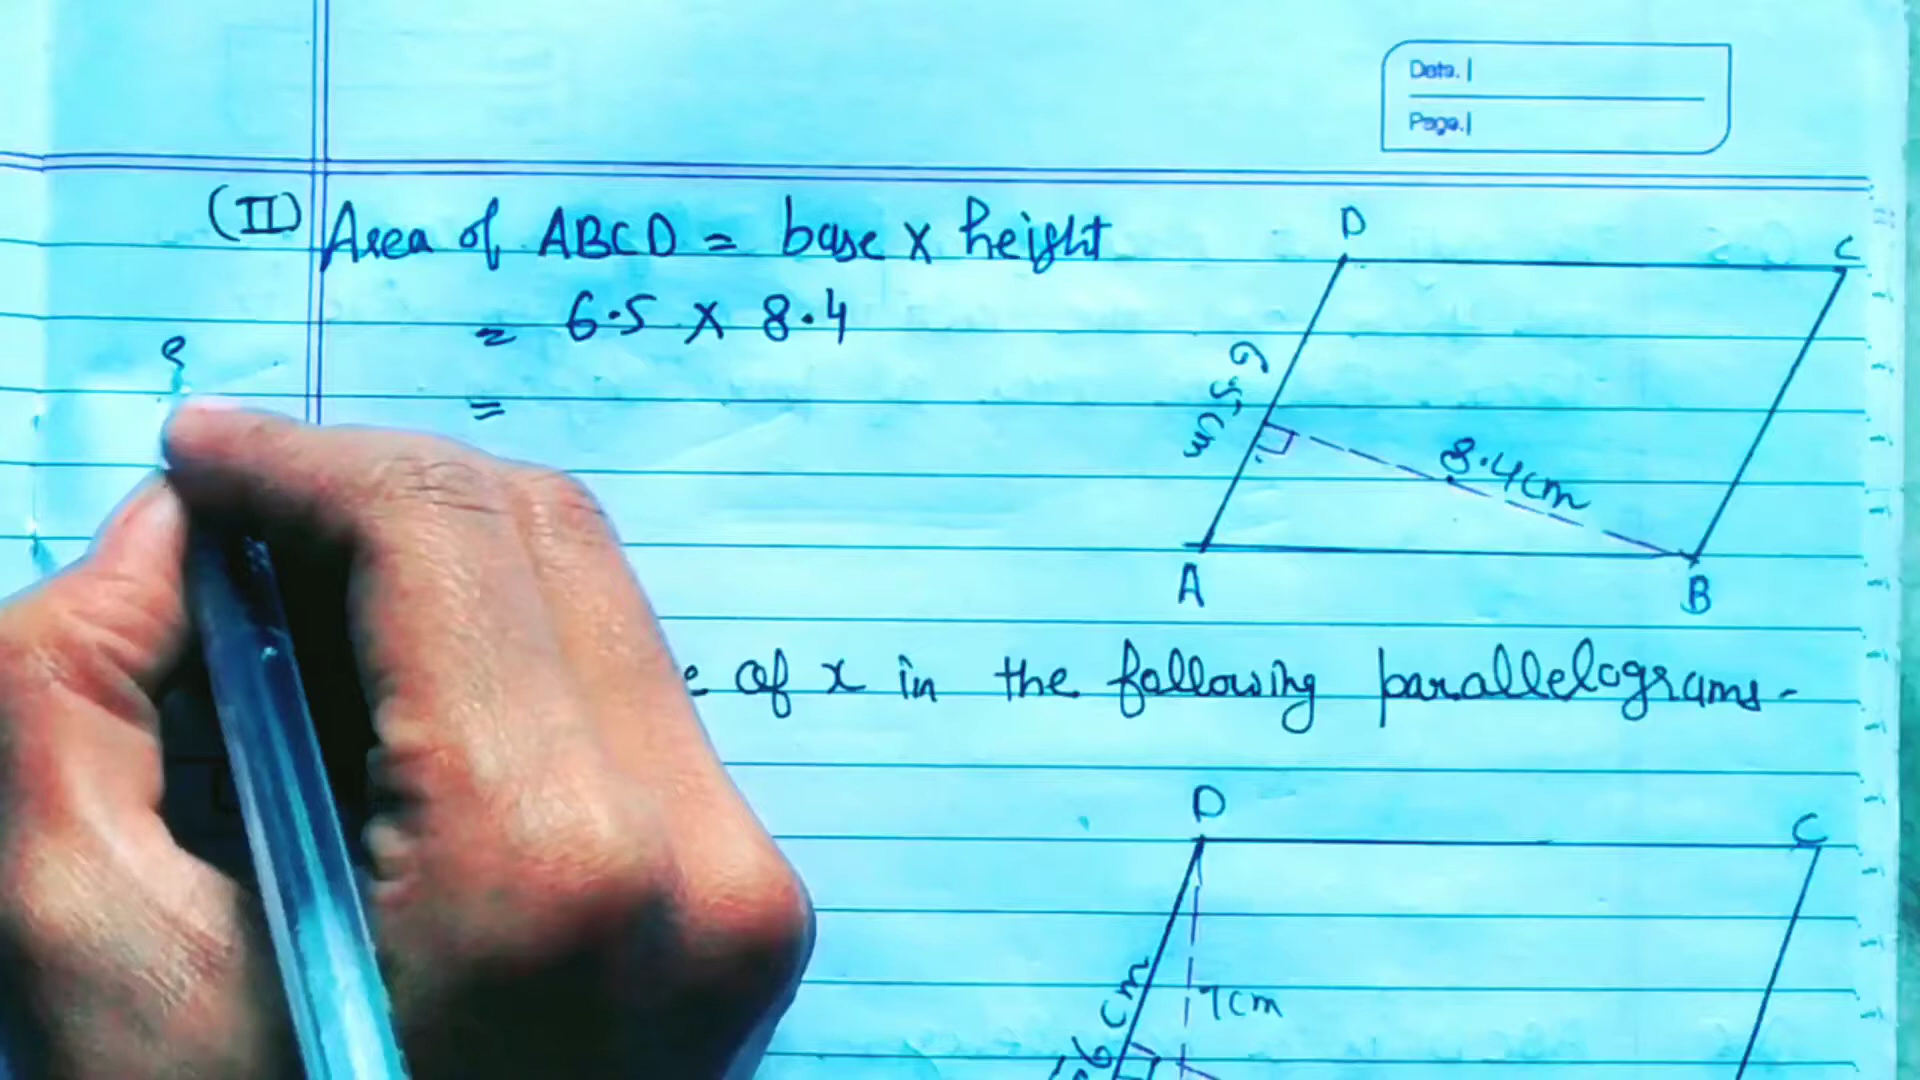 Date.
Page.
(II) Area of ABCD = base x height
= 6.5 x 8.4
=
D
C
6.5cm
8.4cm
A
B
of x in the following parallelograms-
D
C
cm
7cm